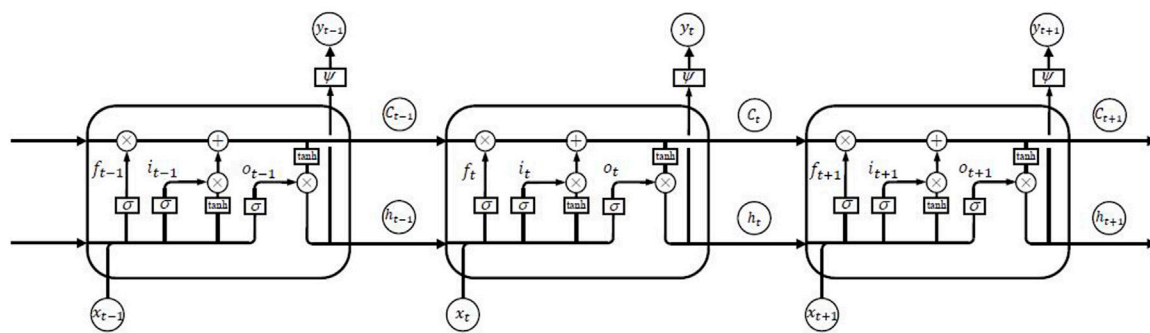 y_{t-1} y_t y_{t+1}
ψ ψ ψ
C_{t-1} C_t C_{t+1}
× + × + × +
tanh tanh tanh
f_{t-1} i_{t-1} o_{t-1} f_t i_t o_t f_{t+1} i_{t+1} o_{t+1}
× × × × × ×
σ σ tanh σ σ σ tanh σ σ σ tanh σ
h_{t-1} h_t h_{t+1}
x_{t-1} x_t x_{t+1}